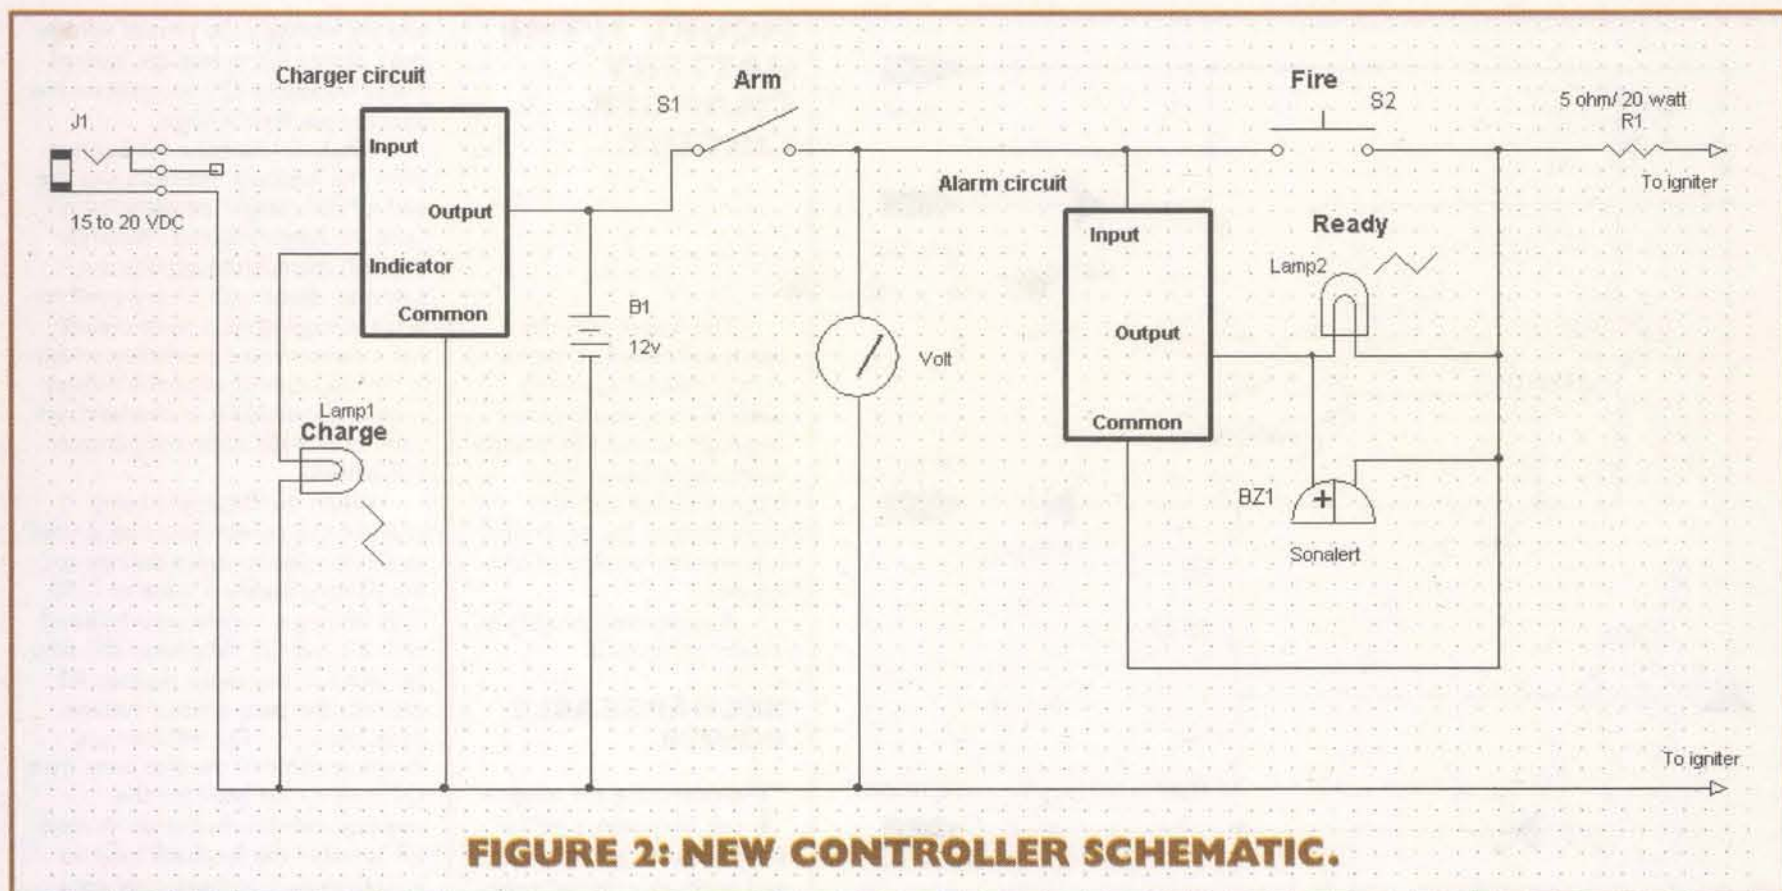 Charger circuit
J1
Input
Output
Indicator
Common
15 to 20 VDC
Lamp1
Charge
B1
12v
S1
Arm
Volt
Alarm circuit
Input
Output
Common
Fire
S2
5 ohm/ 20 watt
R1
To igniter
Ready
Lamp2
BZ1
+
Sonalert
To igniter
FIGURE 2: NEW CONTROLLER SCHEMATIC.